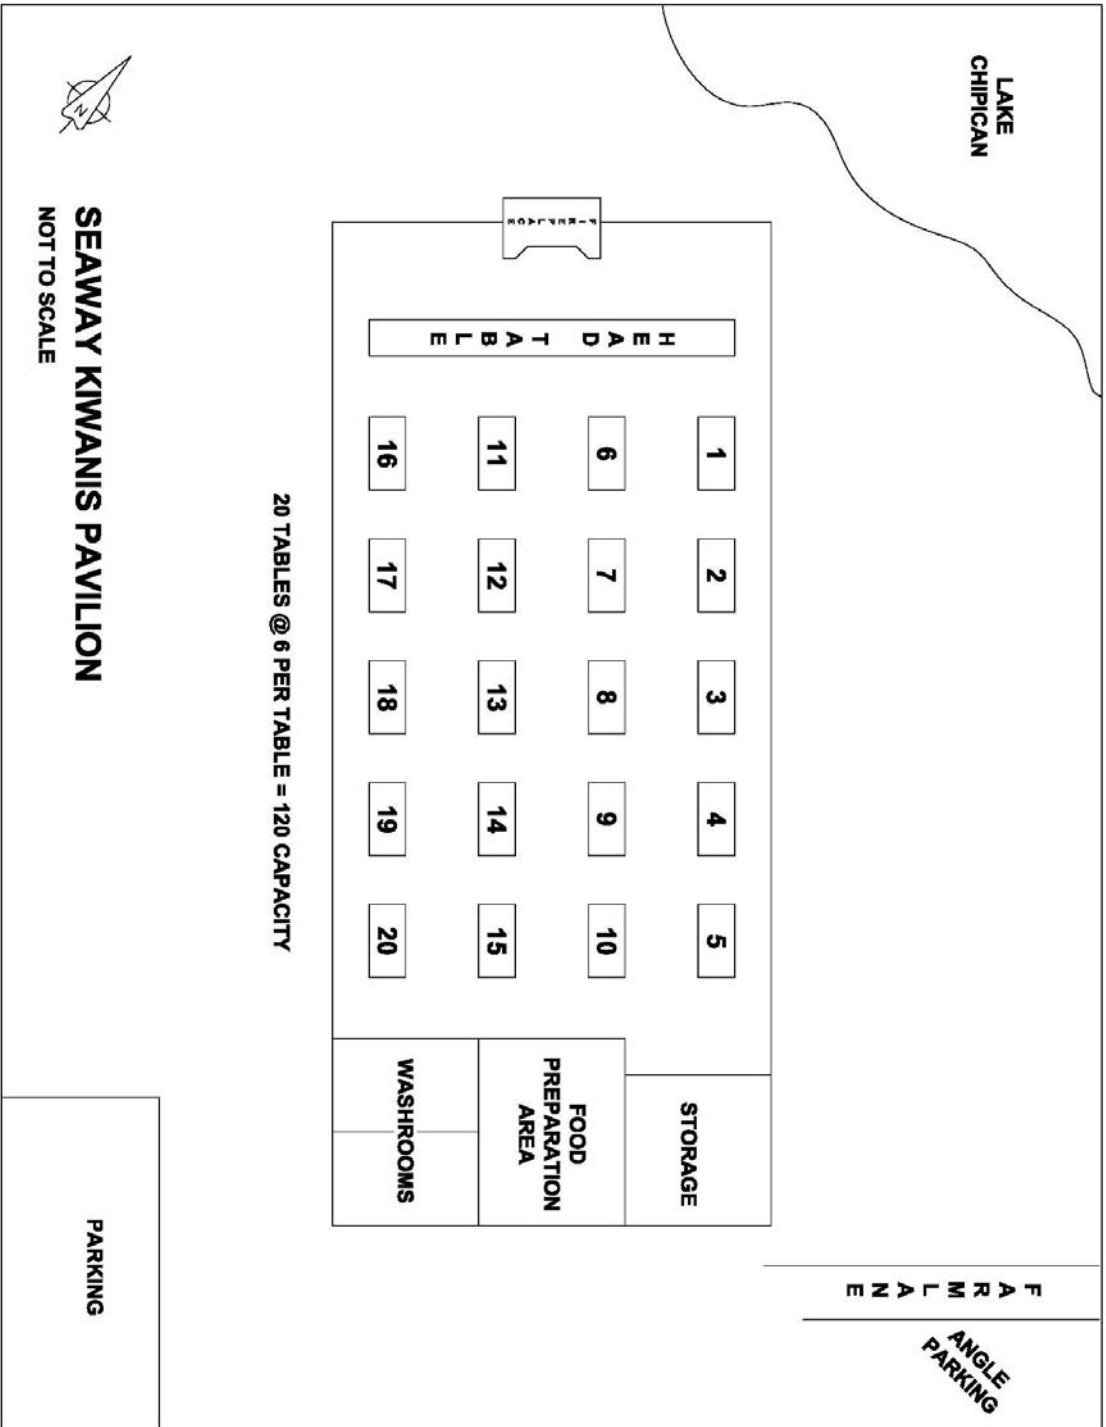 LAKE
CHIPICAN
FIREPLACE
HEAD TABLE
1
2
3
4
5
6
7
8
9
10
11
12
13
14
15
16
17
18
19
20
STORAGE
FOOD
PREPARATION
AREA
WASHROOMS
20 TABLES @ 6 PER TABLE = 120 CAPACITY
FARM LANE
ANGLE
PARKING
PARKING
N
SEAWAY KIWANIS PAVILION
NOT TO SCALE